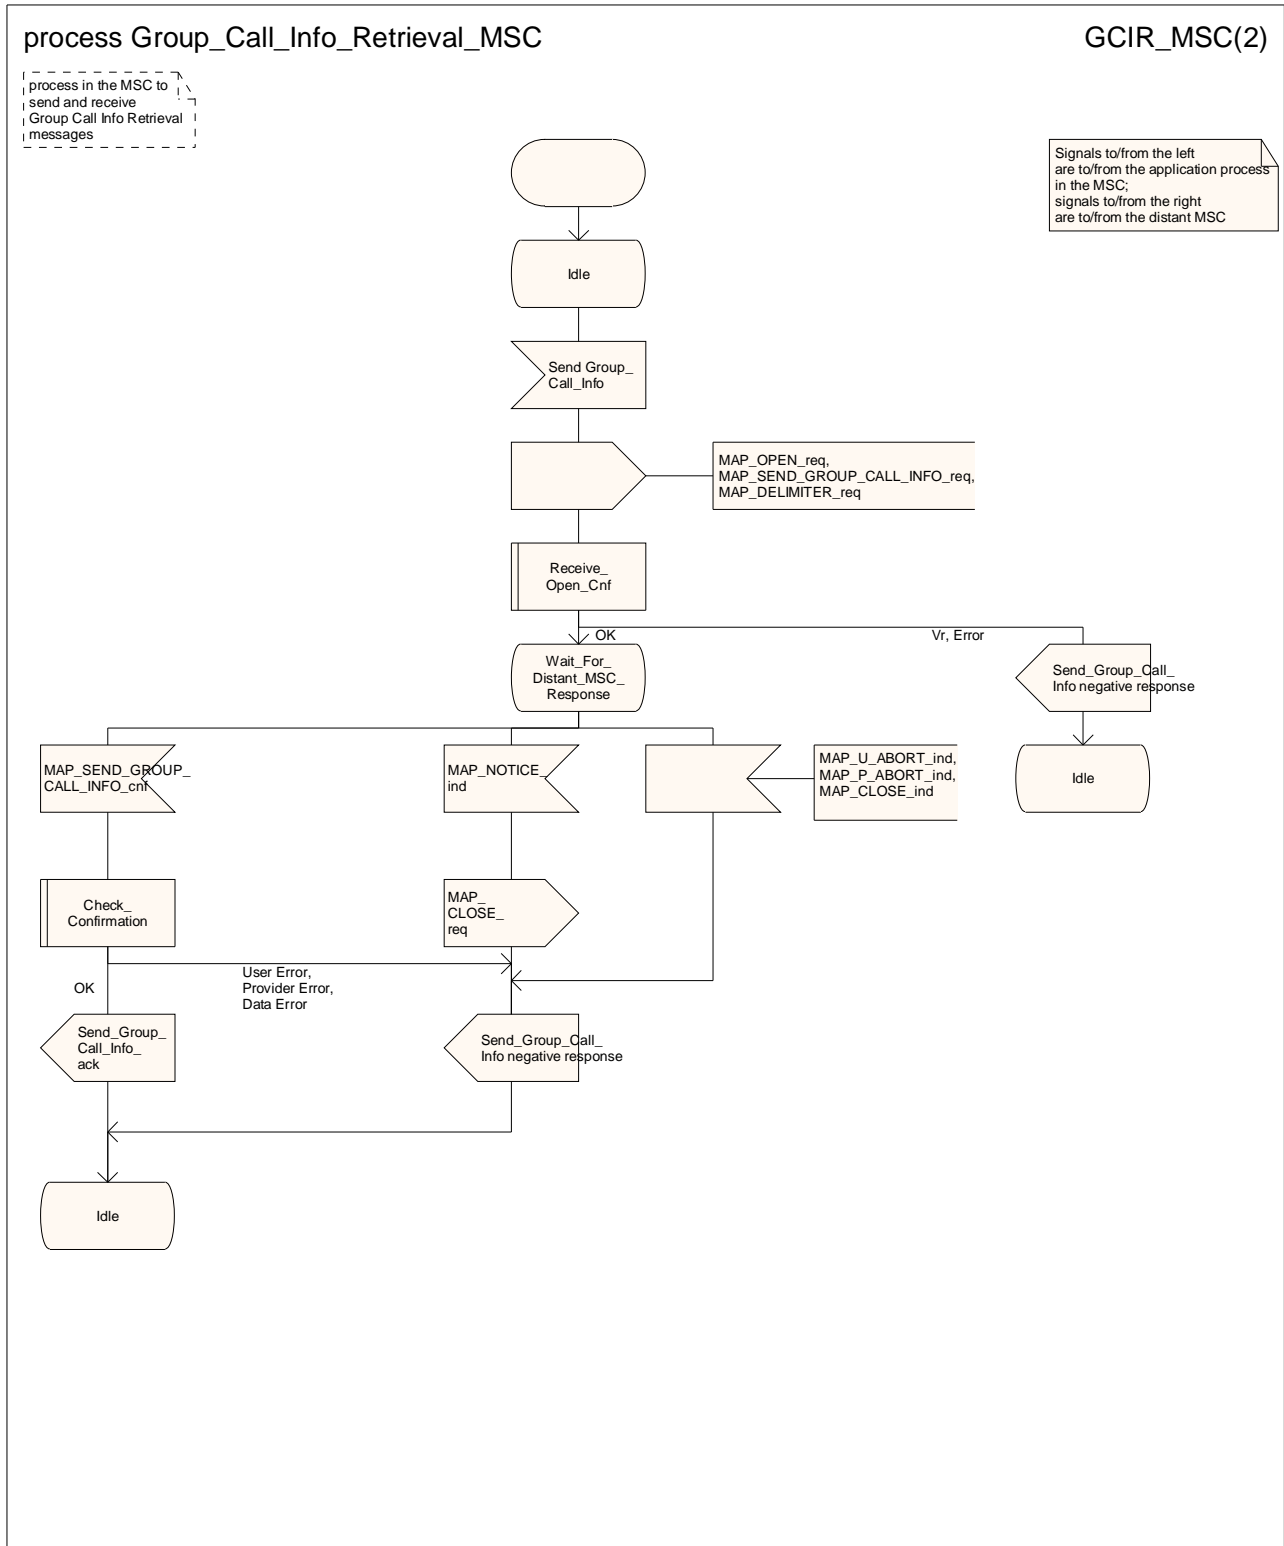 process Group_Call_Info_Retrieval_MSC
GCIR_MSC(2)
process in the MSC to
send and receive
Group Call Info Retrieval
messages
Signals to/from the left
are to/from the application process
in the MSC;
signals to/from the right
are to/from the distant MSC
Idle
Send Group_
Call_Info
MAP_OPEN_req,
MAP_SEND_GROUP_CALL_INFO_req,
MAP_DELIMITER_req
Receive_
Open_Cnf
OK
Vr, Error
Wait_For_
Distant_MSC_
Response
Send_Group_Call_
Info negative response
MAP_SEND_GROUP_
CALL_INFO_cnf
MAP_NOTICE_
ind
MAP_U_ABORT_ind,
MAP_P_ABORT_ind,
MAP_CLOSE_ind
Idle
Check_
Confirmation
MAP_
CLOSE_
req
OK
User Error,
Provider Error,
Data Error
Send_Group_
Call_Info_
ack
Send_Group_Call_
Info negative response
Idle